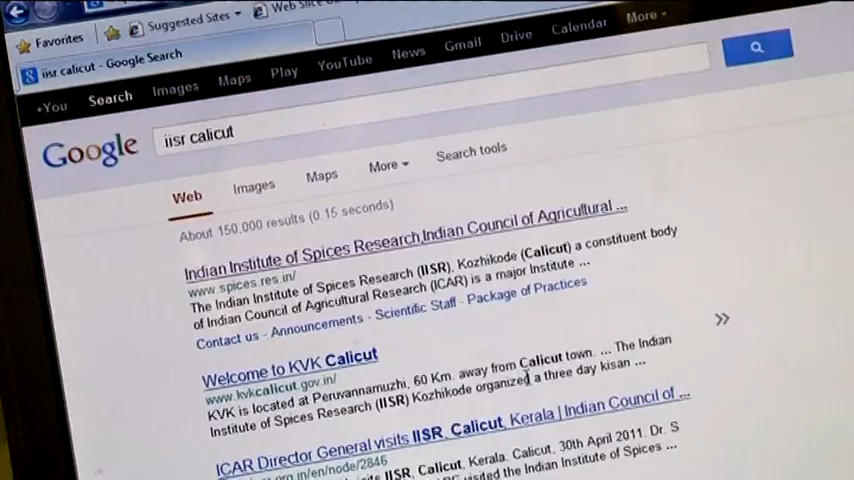 Suggested Sites
Web Slice
Favorites
iisr calicut - Google Search
+You Search Images Maps Play YouTube News Gmail Drive Calendar More
Google
iisr calicut
Web Images Maps More Search tools
About 150,000 results (0.15 seconds)
Indian Institute of Spices Research,Indian Council of Agricultural ...
www.spices.res.in/
The Indian Institute of Spices Research (IISR), Kozhikode (Calicut) a constituent body
of Indian Council of Agricultural Research (ICAR) is a major Institute ...
Contact us - Announcements - Scientific Staff - Package of Practices
Welcome to KVK Calicut
www.kvkcalicut.gov.in/
KVK is located at Peruvannamuzhi, 60 Km. away from Calicut town. ... The Indian
Institute of Spices Research (IISR) Kozhikode organized a three day kisan ...
ICAR Director General visits IISR, Calicut, Kerala | Indian Council of ...
in/en/node/2846
IISR, Calicut, Kerala. Calicut, 30th April 2011. Dr. S
visited the Indian Institute of Spices ...